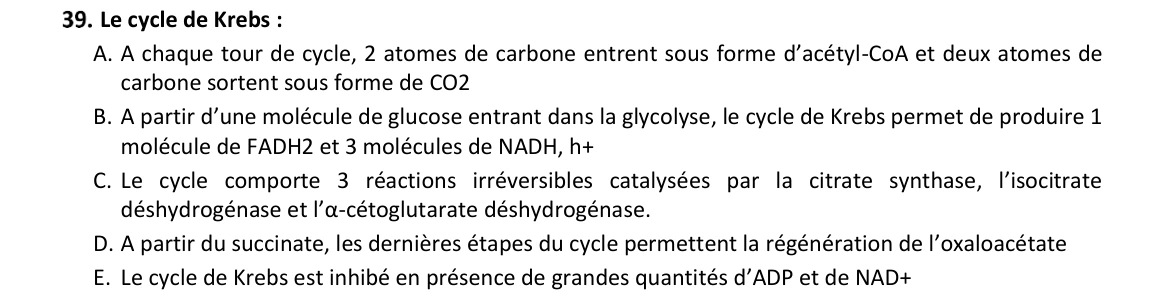 39. Le cycle de Krebs :
A. A chaque tour de cycle, 2 atomes de carbone entrent sous forme d'acétyl-CoA et deux atomes de
carbone sortent sous forme de CO2
B. A partir d'une molécule de glucose entrant dans la glycolyse, le cycle de Krebs permet de produire 1
molécule de FADH2 et 3 molécules de NADH, h+
C. Le cycle comporte 3 réactions irréversibles catalysées par la citrate synthase, l'isocitrate
déshydrogénase et l'α-cétoglutarate déshydrogénase.
D. A partir du succinate, les dernières étapes du cycle permettent la régénération de l'oxaloacétate
E. Le cycle de Krebs est inhibé en présence de grandes quantités d'ADP et de NAD+